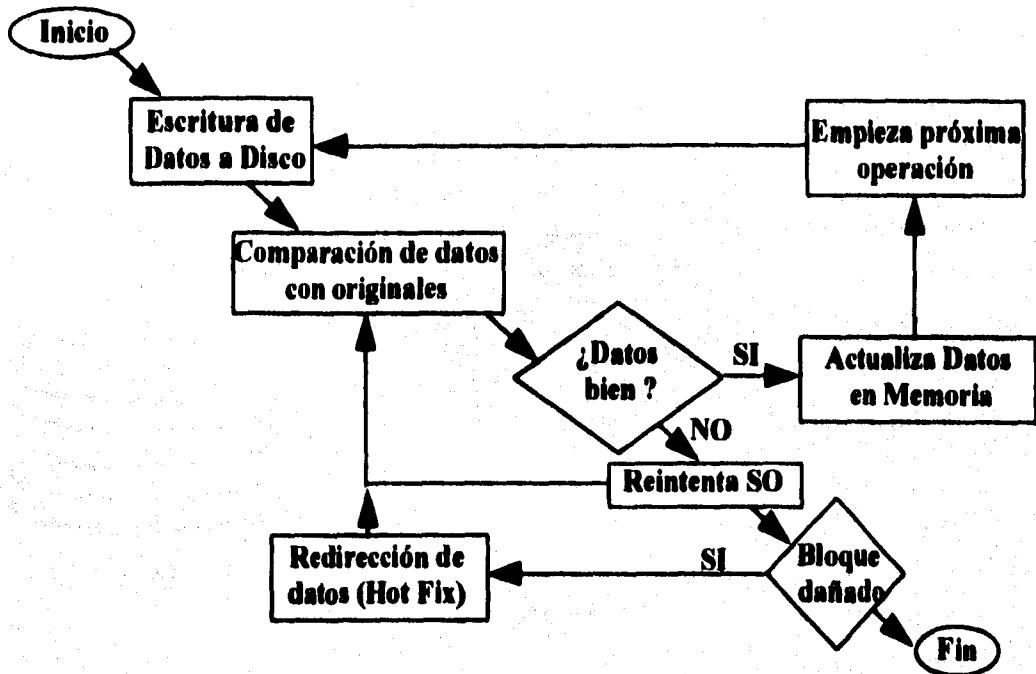 Inicio
Escritura de
Datos a Disco
Empieza próxima
operación
Comparación de datos
con originales
¿Datos
bien ?
SI
Actualiza Datos
en Memoria
NO
Reintenta SO
Redirección de
datos (Hot Fix)
SI
Bloque
dañado
Fin